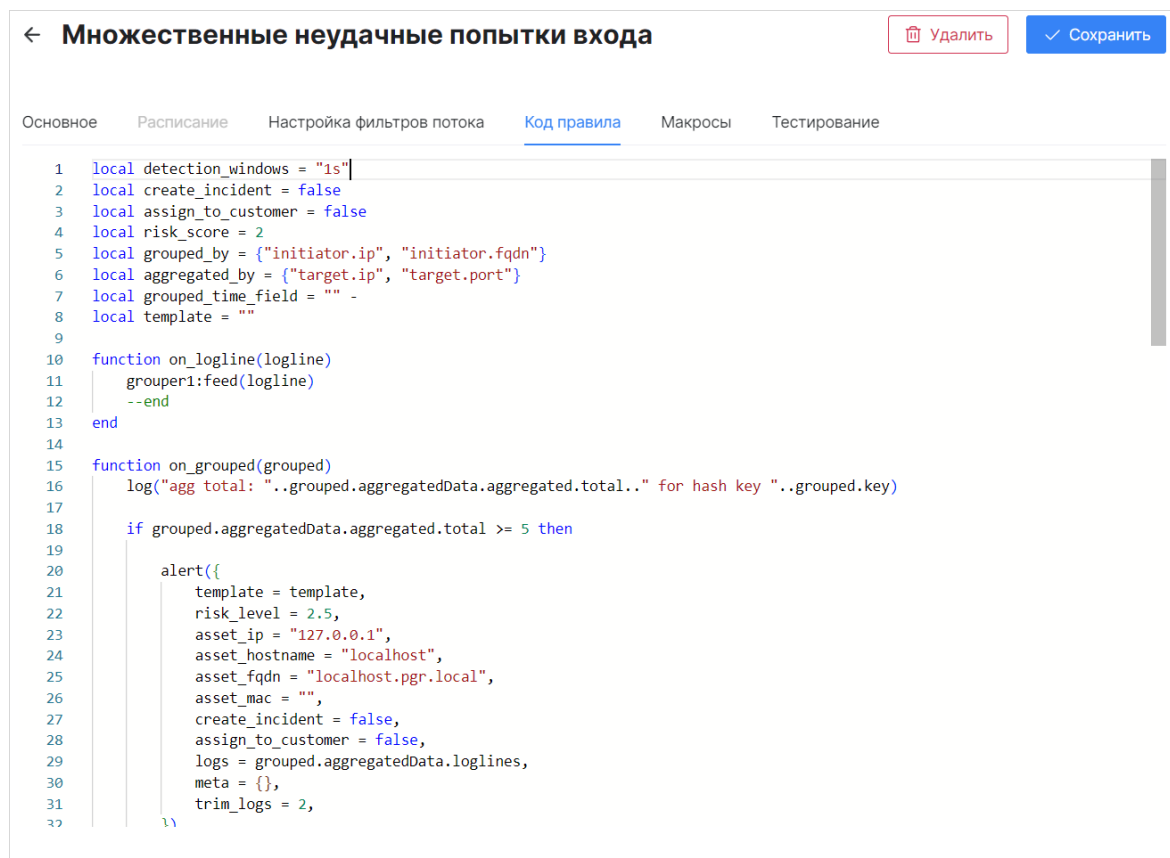 ← Множественные неудачные попытки входа
Удалить
Сохранить
Основное Расписание Настройка фильтров потока Код правила Макросы Тестирование
1 local detection_windows = "1s"
2 local create_incident = false
3 local assign_to_customer = false
4 local risk_score = 2
5 local grouped_by = {"initiator.ip", "initiator.fqdn"}
6 local aggregated_by = {"target.ip", "target.port"}
7 local grouped_time_field = "" -
8 local template = ""
9
10 function on_logline(logline)
11     grouper1:feed(logline)
12     --end
13 end
14
15 function on_grouped(grouped)
16     log("agg total: "..grouped.aggregatedData.aggregated.total.." for hash key "..grouped.key)
17
18     if grouped.aggregatedData.aggregated.total >= 5 then
19
20         alert({
21             template = template,
22             risk_level = 2.5,
23             asset_ip = "127.0.0.1",
24             asset_hostname = "localhost",
25             asset_fqdn = "localhost.pgr.local",
26             asset_mac = "",
27             create_incident = false,
28             assign_to_customer = false,
29             logs = grouped.aggregatedData.loglines,
30             meta = {},
31             trim_logs = 2,
32         })